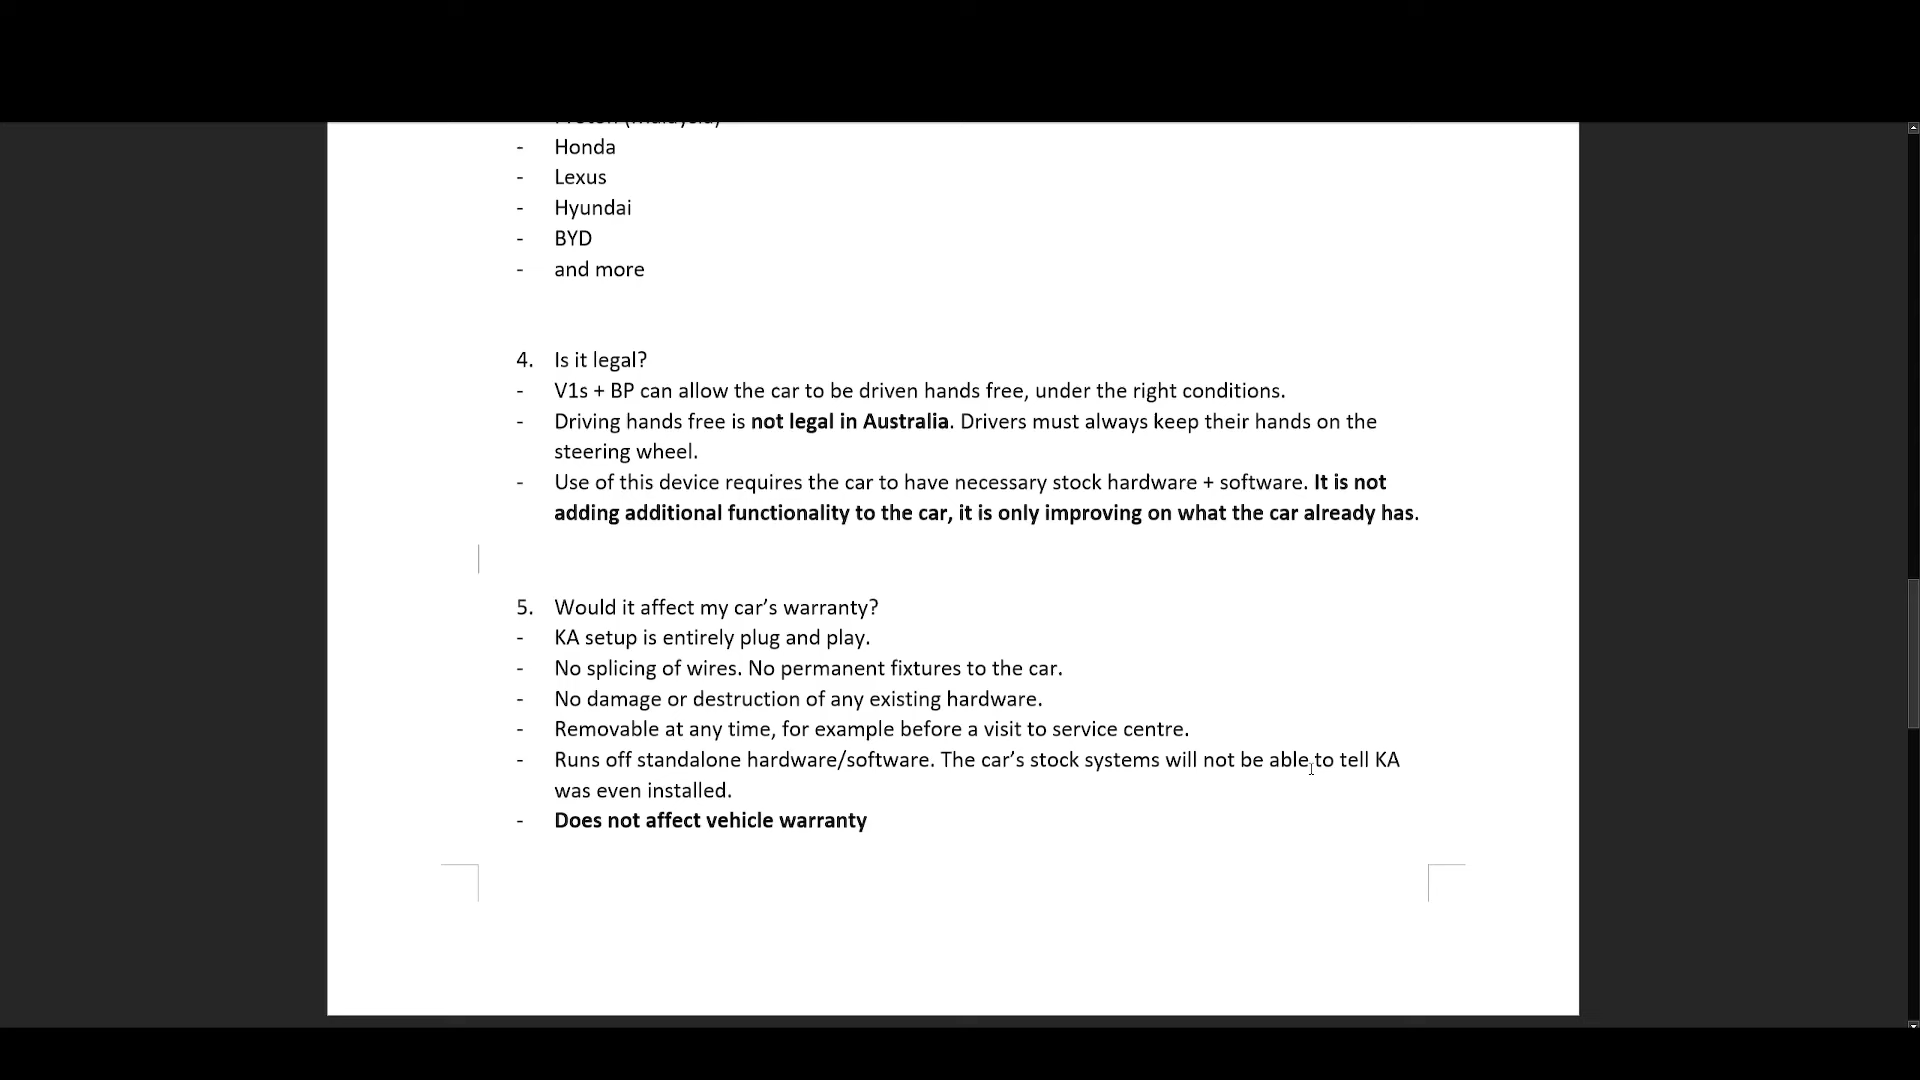 - Honda
- Lexus
- Hyundai
- BYD
- and more
4. Is it legal?
- V1s + BP can allow the car to be driven hands free, under the right conditions.
- Driving hands free is not legal in Australia. Drivers must always keep their hands on the
steering wheel.
- Use of this device requires the car to have necessary stock hardware + software. It is not
adding additional functionality to the car, it is only improving on what the car already has.
5. Would it affect my car’s warranty?
- KA setup is entirely plug and play.
- No splicing of wires. No permanent fixtures to the car.
- No damage or destruction of any existing hardware.
- Removable at any time, for example before a visit to service centre.
- Runs off standalone hardware/software. The car’s stock systems will not be able to tell KA
was even installed.
- Does not affect vehicle warranty